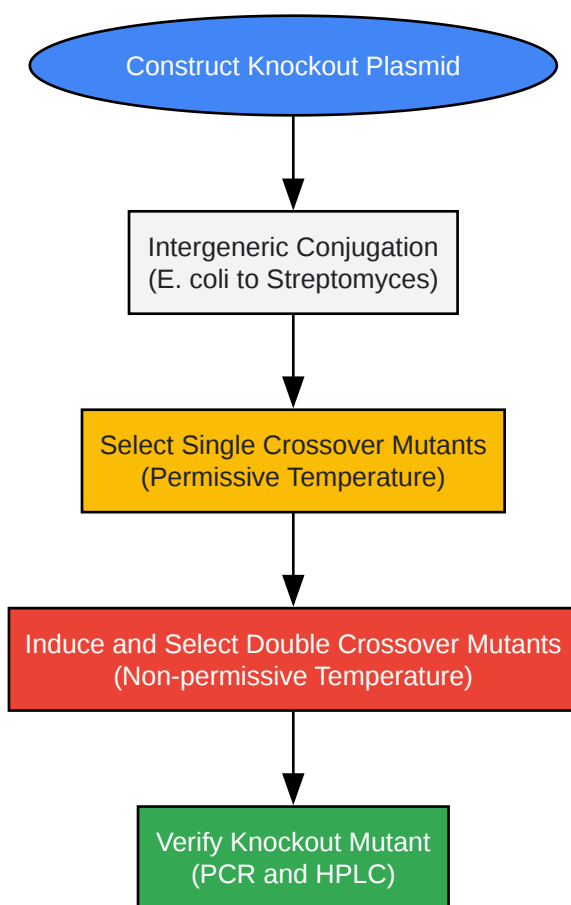 Construct Knockout Plasmid
Intergeneric Conjugation
(E. coli to Streptomyces)
Select Single Crossover Mutants
(Permissive Temperature)
Induce and Select Double Crossover Mutants
(Non-permissive Temperature)
Verify Knockout Mutant
(PCR and HPLC)